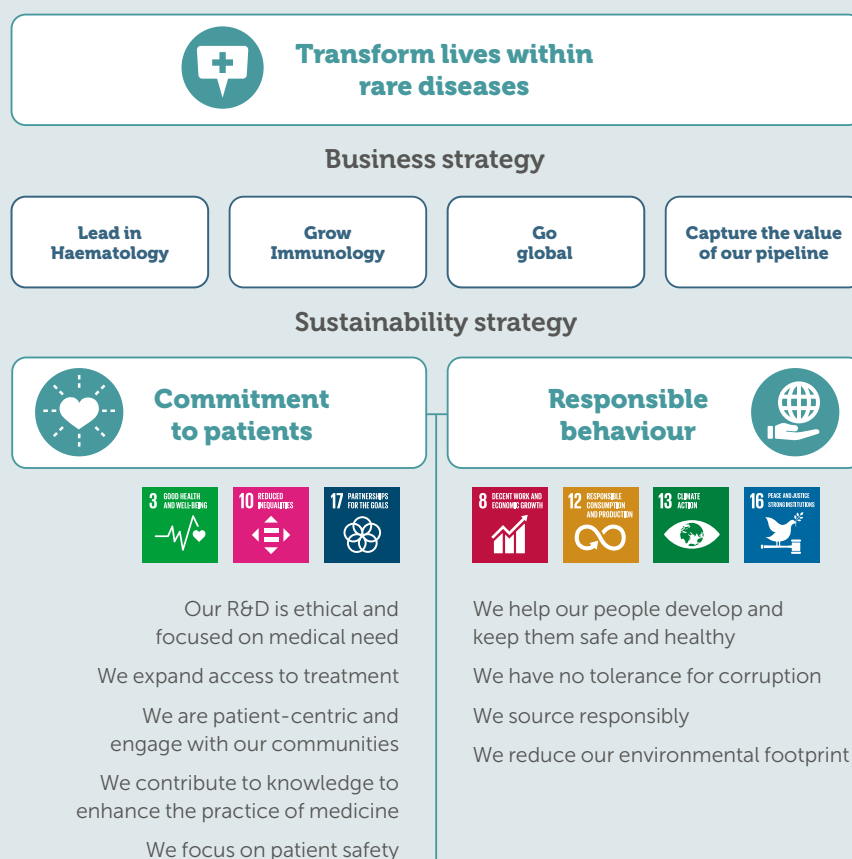 Transform lives within
rare diseases
Business strategy
Lead in
Haematology
Grow
Immunology
Go
global
Capture the value
of our pipeline
Sustainability strategy
Commitment
to patients
Responsible
behaviour
3 GOOD HEALTH
AND WELL-BEING
10 REDUCED
INEQUALITIES
17 PARTNERSHIPS
FOR THE GOALS
8 DECENT WORK AND
ECONOMIC GROWTH
12 RESPONSIBLE
CONSUMPTION
AND PRODUCTION
13 CLIMATE
ACTION
16 PEACE AND JUSTICE
STRONG INSTITUTIONS
Our R&D is ethical and
focused on medical need
We expand access to treatment
We are patient-centric and
engage with our communities
We contribute to knowledge to
enhance the practice of medicine
We focus on patient safety
We help our people develop and
keep them safe and healthy
We have no tolerance for corruption
We source responsibly
We reduce our environmental footprint